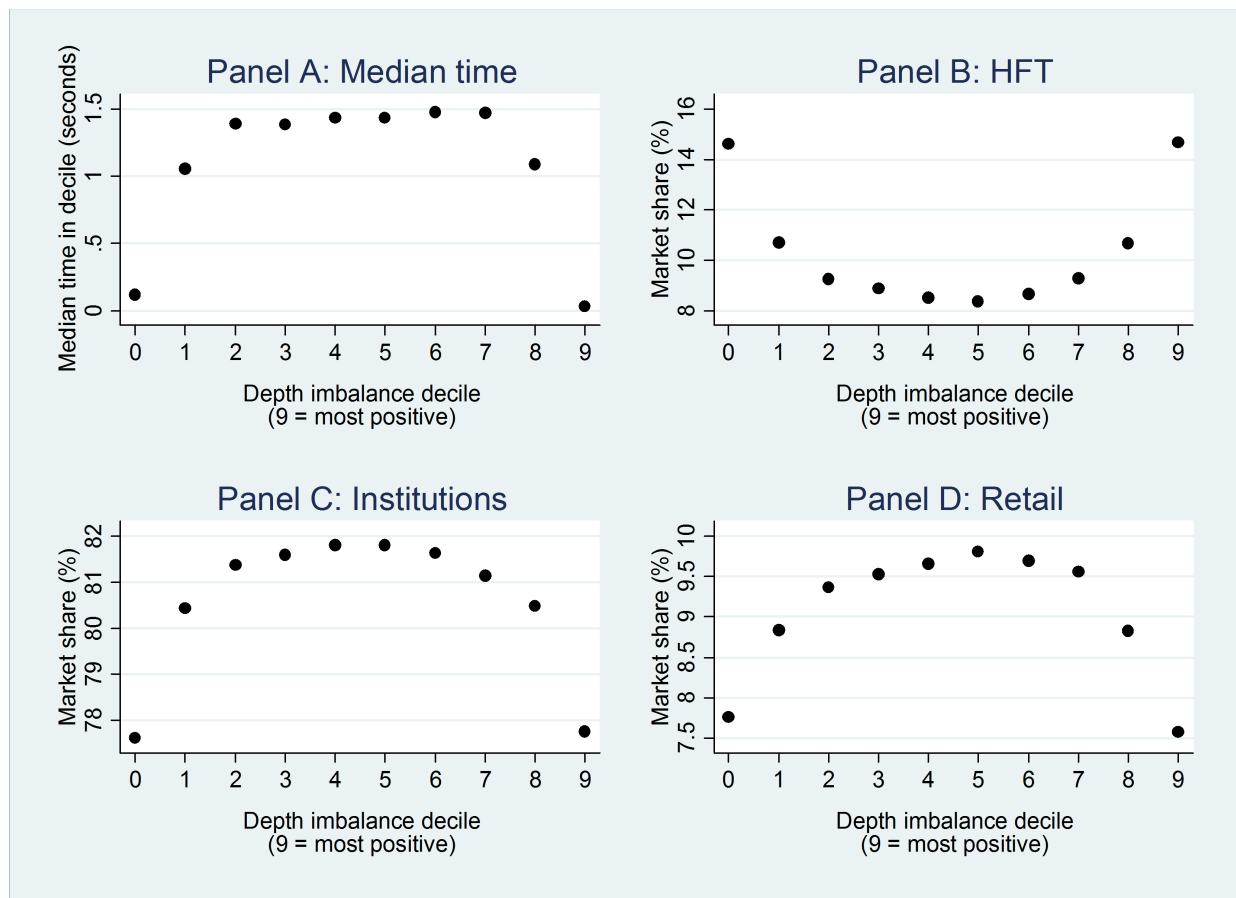 Panel A: Median time
Median time in decile (seconds)
1.5
1
.5
0
0 1 2 3 4 5 6 7 8 9
Depth imbalance decile
(9 = most positive)
Panel B: HFT
Market share (%)
16
14
12
10
8
0 1 2 3 4 5 6 7 8 9
Depth imbalance decile
(9 = most positive)
Panel C: Institutions
Market share (%)
82
81
80
79
78
0 1 2 3 4 5 6 7 8 9
Depth imbalance decile
(9 = most positive)
Panel D: Retail
Market share (%)
10
9.5
9
8.5
8
7.5
0 1 2 3 4 5 6 7 8 9
Depth imbalance decile
(9 = most positive)